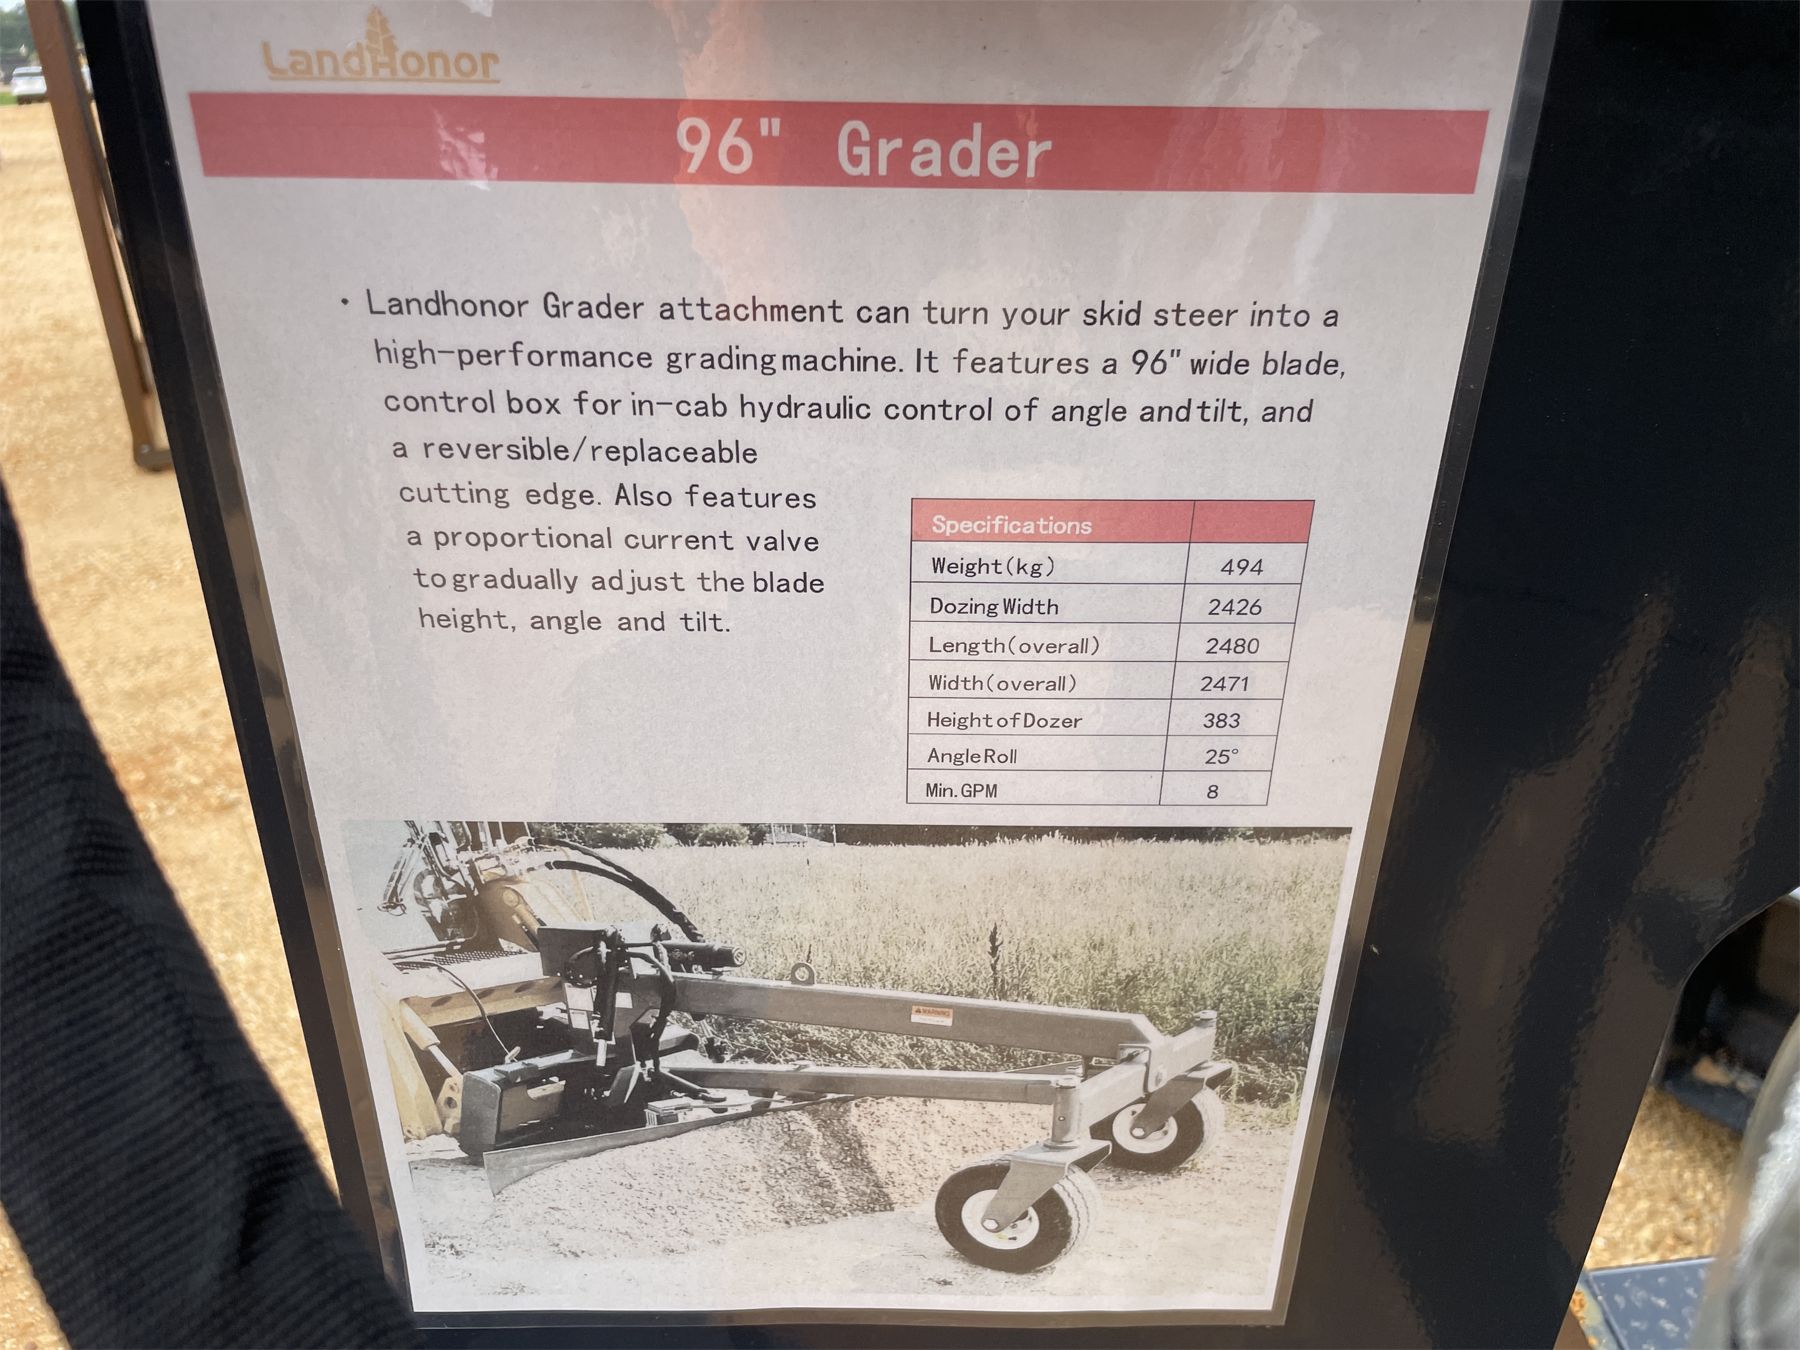 LandHonor
96" Grader
· Landhonor Grader attachment can turn your skid steer into a
high-performance grading machine. It features a 96" wide blade,
control box for in-cab hydraulic control of angle and tilt, and
a reversible/replaceable
cutting edge. Also features
a proportional current valve
to gradually adjust the blade
height, angle and tilt.
Specifications
Weight(kg) 494
Dozing Width 2426
Length(overall) 2480
Width(overall) 2471
Height of Dozer 383
Angle Roll 25°
Min. GPM 8
WARNING